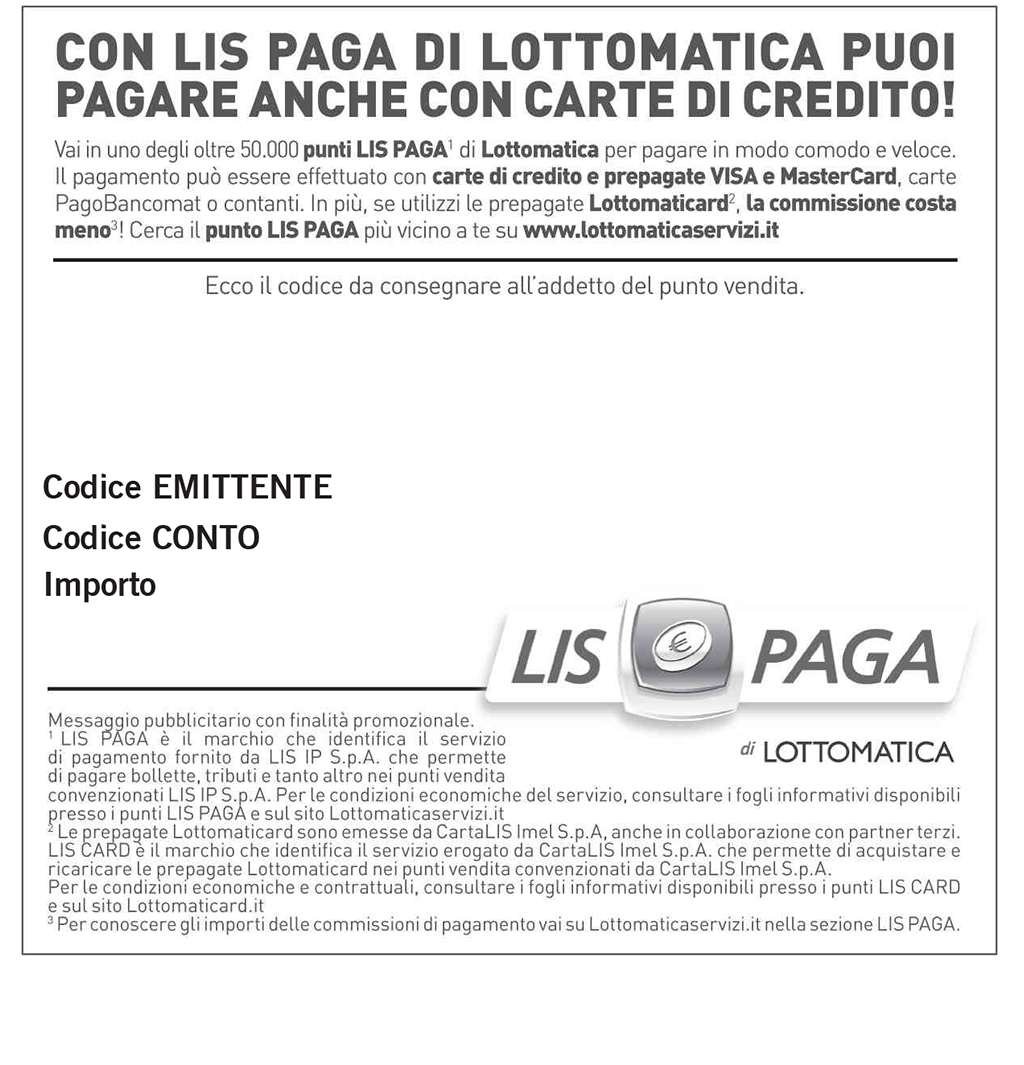 CON LIS PAGA DI LOTTOMATICA PUOI
PAGARE ANCHE CON CARTE DI CREDITO!
Vai in uno degli oltre 50.000 punti LIS PAGA¹ di Lottomatica per pagare in modo comodo e veloce.
Il pagamento può essere effettuato con carte di credito e prepagate VISA e MasterCard, carte
PagoBancomat o contanti. In più, se utilizzi le prepagate Lottomaticard², la commissione costa
meno³! Cerca il punto LIS PAGA più vicino a te su www.lottomaticaservizi.it
Ecco il codice da consegnare all'addetto del punto vendita.
Codice EMITTENTE
Codice CONTO
Importo
LIS € PAGA
di LOTTOMATICA
Messaggio pubblicitario con finalità promozionale.
¹ LIS PAGA è il marchio che identifica il servizio
di pagamento fornito da LIS IP S.p.A. che permette
di pagare bollette, tributi e tanto altro nei punti vendita
convenzionati LIS IP S.p.A. Per le condizioni economiche del servizio, consultare i fogli informativi disponibili
presso i punti LIS PAGA e sul sito Lottomaticaservizi.it
² Le prepagate Lottomaticard sono emesse da CartaLIS Imel S.p.A, anche in collaborazione con partner terzi.
LIS CARD è il marchio che identifica il servizio erogato da CartaLIS Imel S.p.A. che permette di acquistare e
ricaricare le prepagate Lottomaticard nei punti vendita convenzionati da CartaLIS Imel S.p.A.
Per le condizioni economiche e contrattuali, consultare i fogli informativi disponibili presso i punti LIS CARD
e sul sito Lottomaticard.it
³ Per conoscere gli importi delle commissioni di pagamento vai su Lottomaticaservizi.it nella sezione LIS PAGA.